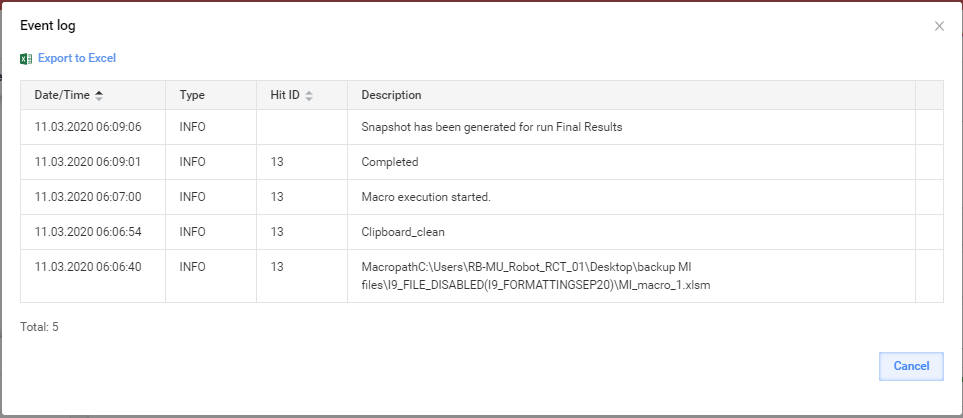 Event log
Export to Excel
Date/Time Type Hit ID Description
11.03.2020 06:09:06 INFO Snapshot has been generated for run Final Results
11.03.2020 06:09:01 INFO 13 Completed
11.03.2020 06:07:00 INFO 13 Macro execution started.
11.03.2020 06:06:54 INFO 13 Clipboard_clean
11.03.2020 06:06:40 INFO 13 MacropathC:\Users\RB-MU_Robot_RCT_01\Desktop\backup MI
files\I9_FILE_DISABLED(I9_FORMATTINGSEP20)\MI_macro_1.xlsm
Total: 5
Cancel